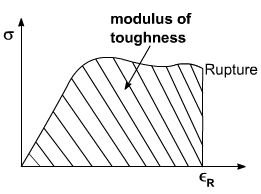 modulus of
toughness
σ
Rupture
ϵR